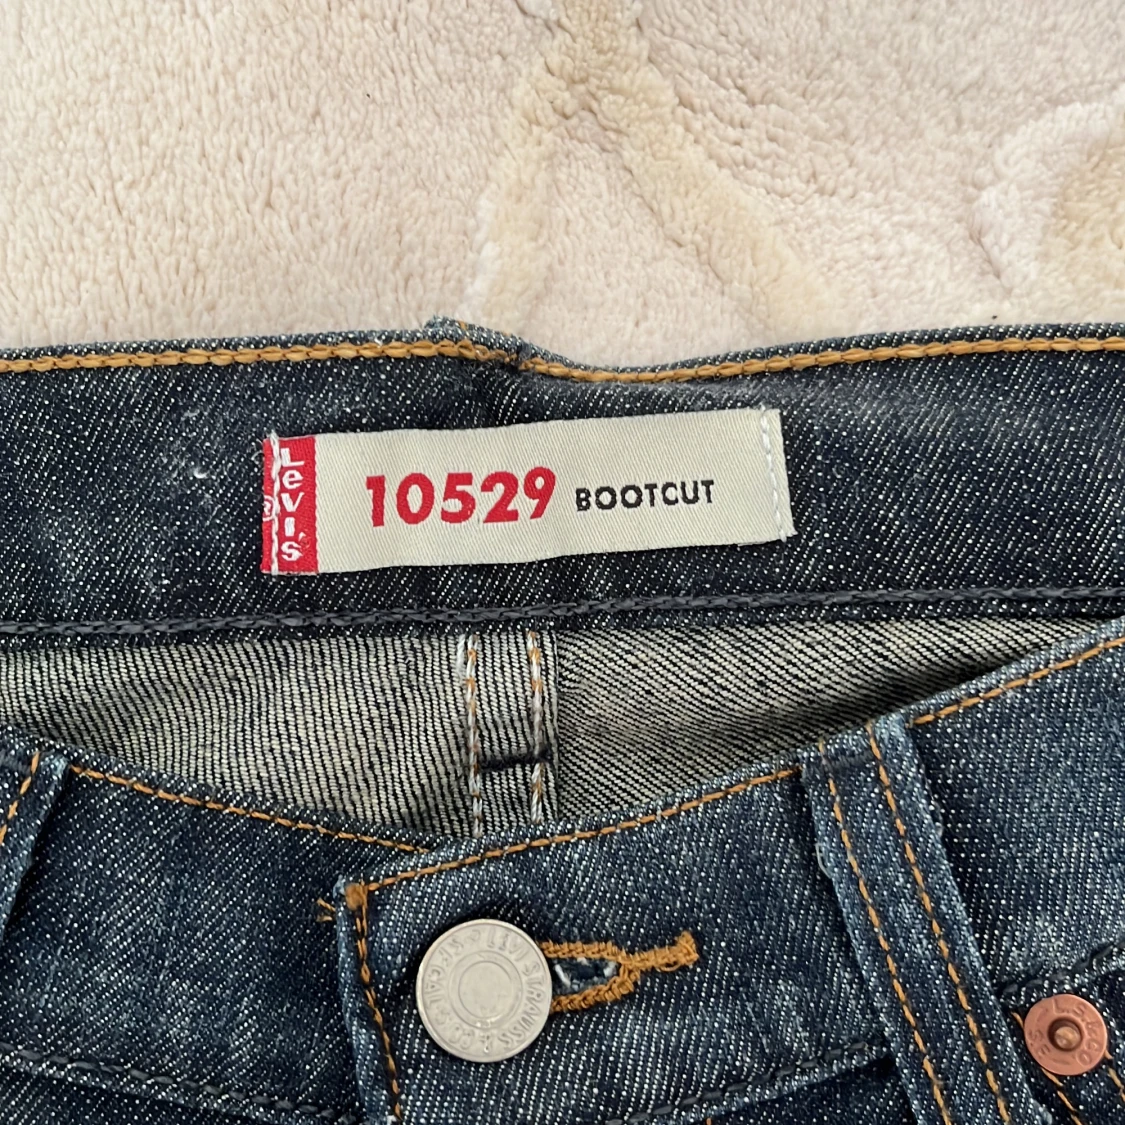 Levi's
®
10529 BOOTCUT
LEVI STRAUSS & CO. S.F. CAL.